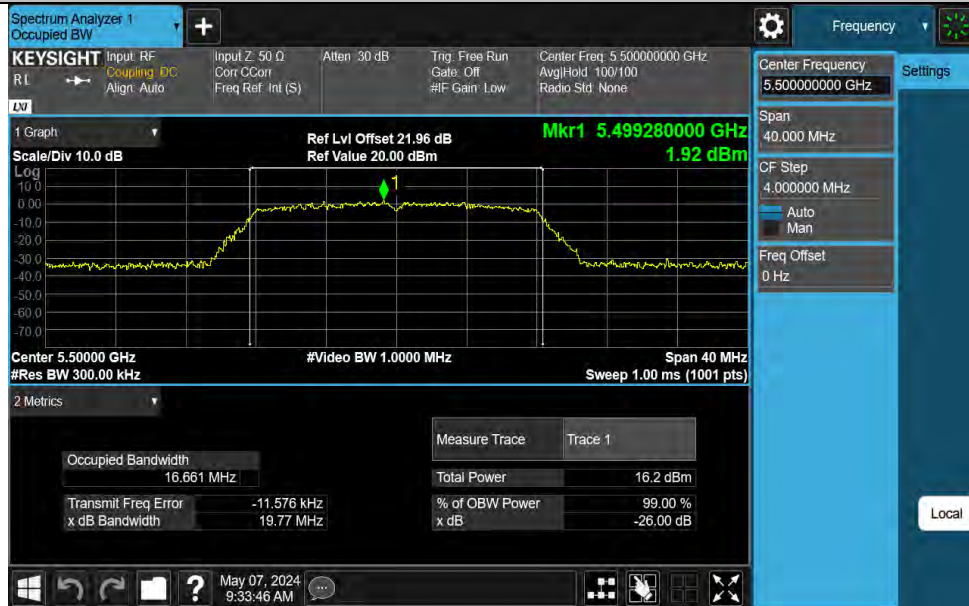 Spectrum Analyzer 1
Occupied BW
+
Frequency
KEYSIGHT
Input: RF
Coupling: DC
Align: Auto
Input Z: 50 Ω
Corr CCorr
Freq Ref: Int (S)
Atten: 30 dB
Trig: Free Run
Gate: Off
#IF Gain: Low
Center Freq: 5.500000000 GHz
Avg|Hold: 100/100
Radio Std: None
LXI
Center Frequency
5.500000000 GHz
Settings
Span
40.000 MHz
CF Step
4.000000 MHz
Auto
Man
Freq Offset
0 Hz
Local
1 Graph
Scale/Div 10.0 dB
Ref Lvl Offset 21.96 dB
Ref Value 20.00 dBm
Mkr1 5.499280000 GHz
1.92 dBm
Log
1
10.0
0.00
-10.0
-20.0
-30.0
-40.0
-50.0
-60.0
-70.0
Center 5.50000 GHz
#Res BW 300.00 kHz
#Video BW 1.0000 MHz
Span 40 MHz
Sweep 1.00 ms (1001 pts)
2 Metrics
Measure Trace
Trace 1
Occupied Bandwidth
16.661 MHz
Total Power
16.2 dBm
Transmit Freq Error
-11.576 kHz
% of OBW Power
99.00 %
x dB Bandwidth
19.77 MHz
x dB
-26.00 dB
?
May 07, 2024
9:33:46 AM